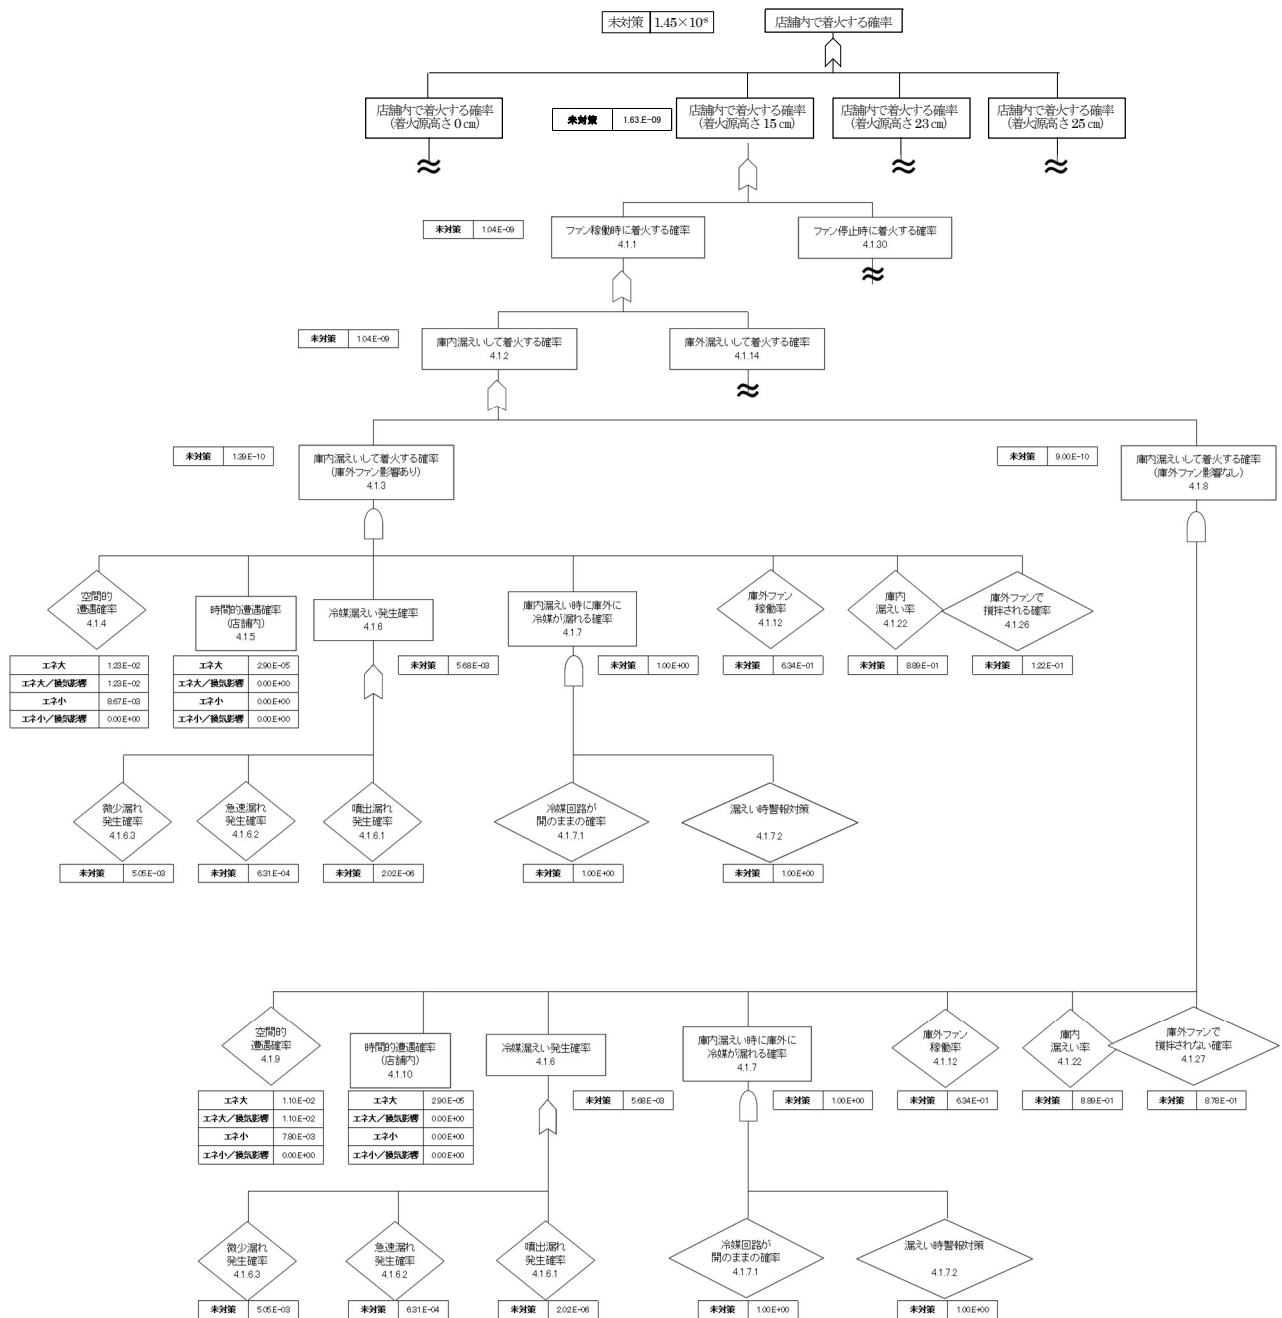 未対策 1.45×10⁻⁸
店舗内で着火する確率
店舗内で着火する確率
(着火源高さ0㎝)
未対策 1.63.E-09
店舗内で着火する確率
(着火源高さ15㎝)
店舗内で着火する確率
(着火源高さ23㎝)
店舗内で着火する確率
(着火源高さ25㎝)
未対策 1.04.E-09
ファン稼働時に着火する確率
4.1.1
ファン停止時に着火する確率
4.1.30
未対策 1.04.E-09
庫内漏えいして着火する確率
4.1.2
庫外漏えいして着火する確率
4.1.14
未対策 1.39.E-10
庫内漏えいして着火する確率
(庫外ファン影響あり)
4.1.3
未対策 9.00.E-10
庫内漏えいして着火する確率
(庫外ファン影響なし)
4.1.8
空間的
遭遇確率
4.1.4
時間的遭遇確率
(店舗内)
4.1.5
冷媒漏えい発生確率
4.1.6
庫内漏えい時に庫外に
冷媒が漏れる確率
4.1.7
庫外ファン
稼働率
4.1.12
庫内
漏えい率
4.1.22
庫外ファンで
撹拌される確率
4.1.26
エネ大 1.23.E-02
エネ大／換気影響 1.23.E-02
エネ小 8.67.E-03
エネ小／換気影響 0.00.E+00
エネ大 2.90.E-05
エネ大／換気影響 0.00.E+00
エネ小 0.00.E+00
エネ小／換気影響 0.00.E+00
未対策 5.68.E-03
未対策 1.00.E+00
未対策 6.34.E-01
未対策 8.89.E-01
未対策 1.22.E-01
微少漏れ
発生確率
4.1.6.3
急速漏れ
発生確率
4.1.6.2
噴出漏れ
発生確率
4.1.6.1
冷媒回路が
開のままの確率
4.1.7.1
漏えい時警報対策
4.1.7.2
未対策 5.05.E-03
未対策 6.31.E-04
未対策 2.02.E-06
未対策 1.00.E+00
未対策 1.00.E+00
空間的
遭遇確率
4.1.9
時間的遭遇確率
(店舗内)
4.1.10
冷媒漏えい発生確率
4.1.6
庫内漏えい時に庫外に
冷媒が漏れる確率
4.1.7
庫外ファン
稼働率
4.1.12
庫内
漏えい率
4.1.22
庫外ファンで
撹拌されない確率
4.1.27
エネ大 1.10.E-02
エネ大／換気影響 1.10.E-02
エネ小 7.80.E-03
エネ小／換気影響 0.00.E+00
エネ大 2.90.E-05
エネ大／換気影響 0.00.E+00
エネ小 0.00.E+00
エネ小／換気影響 0.00.E+00
未対策 5.68.E-03
未対策 1.00.E+00
未対策 6.34.E-01
未対策 8.89.E-01
未対策 8.78.E-01
微少漏れ
発生確率
4.1.6.3
急速漏れ
発生確率
4.1.6.2
噴出漏れ
発生確率
4.1.6.1
冷媒回路が
開のままの確率
4.1.7.1
漏えい時警報対策
4.1.7.2
未対策 5.05.E-03
未対策 6.31.E-04
未対策 2.02.E-06
未対策 1.00.E+00
未対策 1.00.E+00